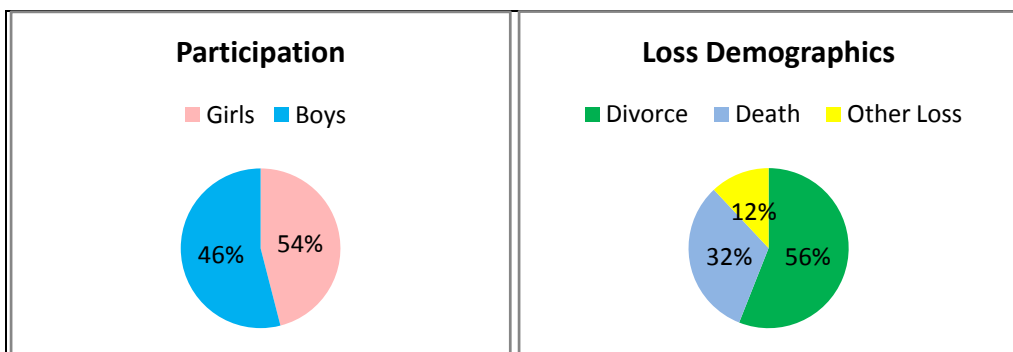 Participation
Girls Boys
46% 54%
Loss Demographics
Divorce Death Other Loss
12%
32% 56%